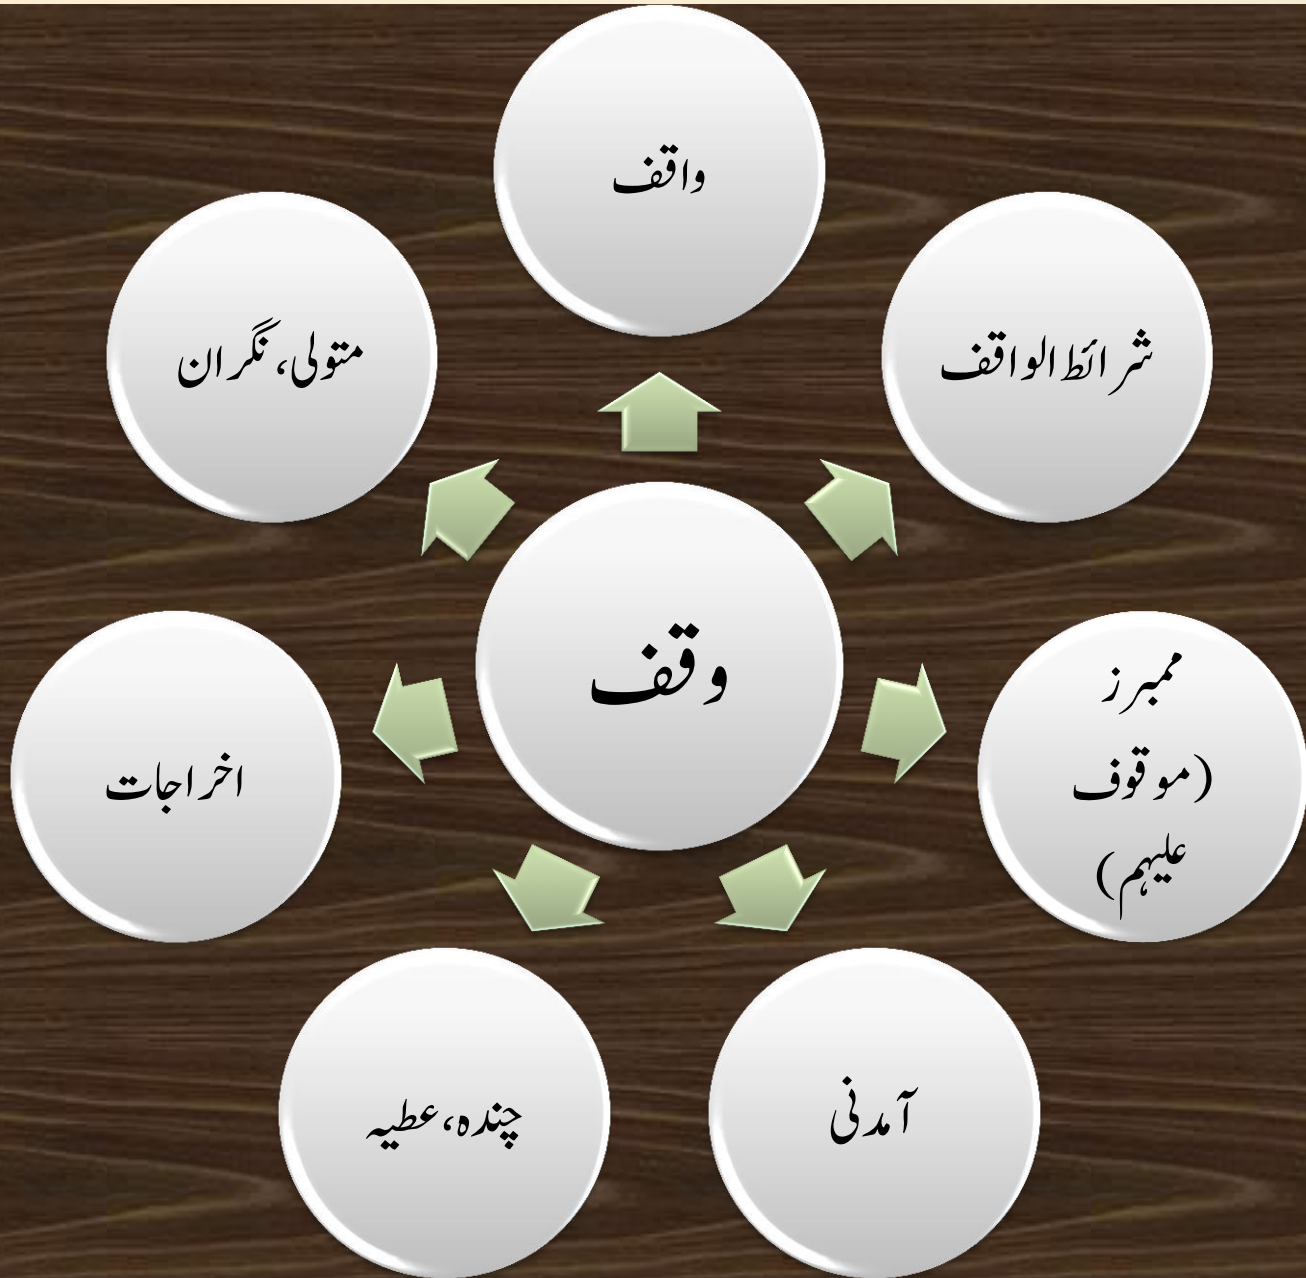 واقف
شرائط الواقف
ممبرز
(موقوف
علیہم)
آمدنی
چندہ، عطیہ
اخراجات
متولی، نگران
وقف